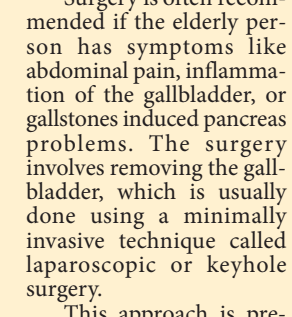 Surgery is often recom-
mended if the elderly per-
son has symptoms like
abdominal pain, inflamma-
tion of the gallbladder, or
gallstones induced pancreas
problems. The surgery
involves removing the gall-
bladder, which is usually
done using a minimally
invasive technique called
laparoscopic or keyhole
surgery.
This approach is pre-